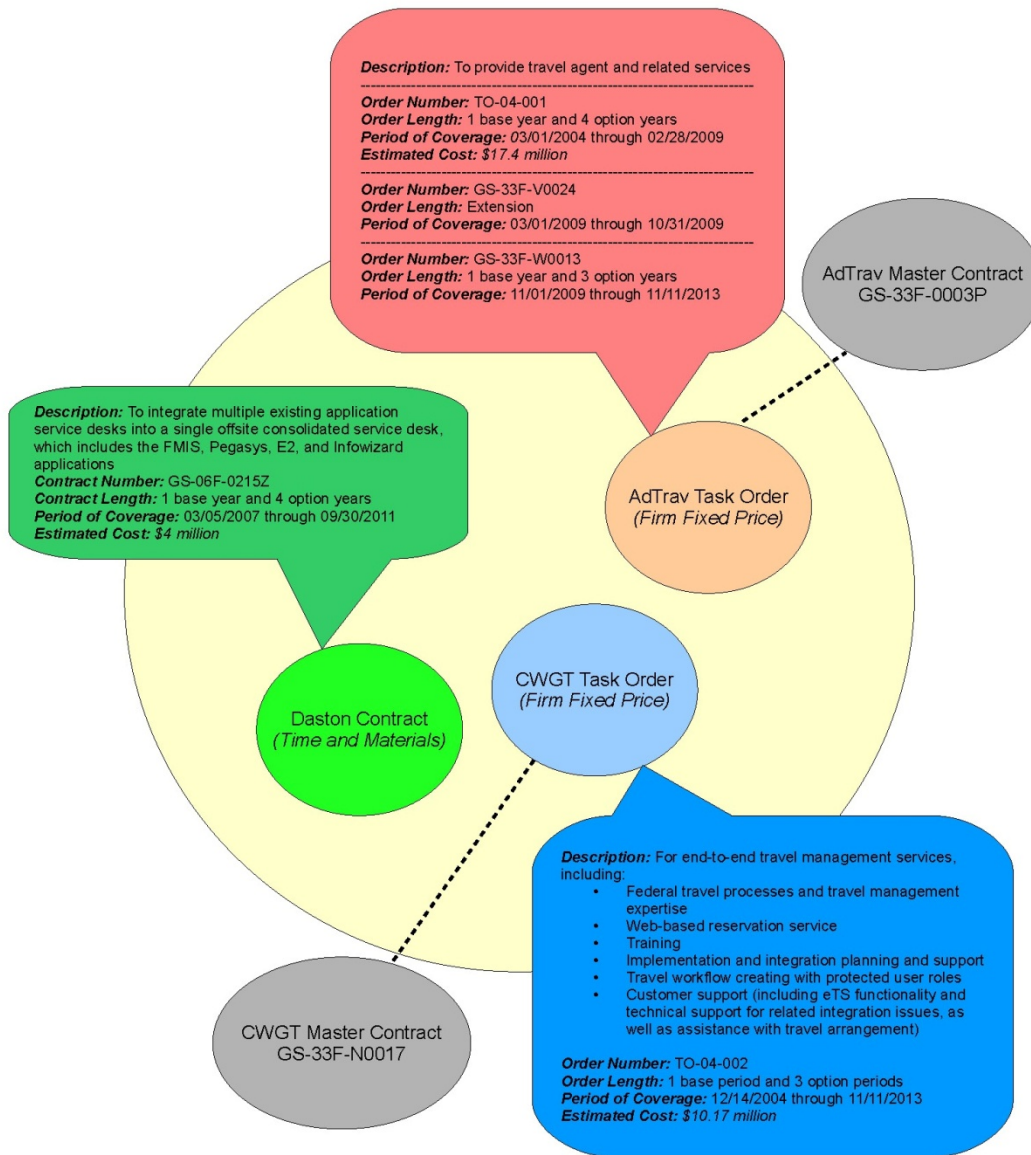 Description: To provide travel agent and related services
--------------------------------------------------------------------------------
Order Number: TO-04-001
Order Length: 1 base year and 4 option years
Period of Coverage: 03/01/2004 through 02/28/2009
Estimated Cost: $17.4 million
--------------------------------------------------------------------------------
Order Number: GS-33F-V0024
Order Length: Extension
Period of Coverage: 03/01/2009 through 10/31/2009
--------------------------------------------------------------------------------
Order Number: GS-33F-W0013
Order Length: 1 base year and 3 option years
Period of Coverage: 11/01/2009 through 11/11/2013
AdTrav Master Contract
GS-33F-0003P
Description: To integrate multiple existing application
service desks into a single offsite consolidated service desk,
which includes the FMIS, Pegasys, E2, and Infowizard
applications
Contract Number: GS-06F-0215Z
Contract Length: 1 base year and 4 option years
Period of Coverage: 03/05/2007 through 09/30/2011
Estimated Cost: $4 million
AdTrav Task Order
(Firm Fixed Price)
CWGT Task Order
(Firm Fixed Price)
Daston Contract
(Time and Materials)
Description: For end-to-end travel management services,
including:
• Federal travel processes and travel management
expertise
• Web-based reservation service
• Training
• Implementation and integration planning and support
• Travel workflow creating with protected user roles
• Customer support (including eTS functionality and
technical support for related integration issues, as
well as assistance with travel arrangement)
Order Number: TO-04-002
Order Length: 1 base period and 3 option periods
Period of Coverage: 12/14/2004 through 11/11/2013
Estimated Cost: $10.17 million
CWGT Master Contract
GS-33F-N0017